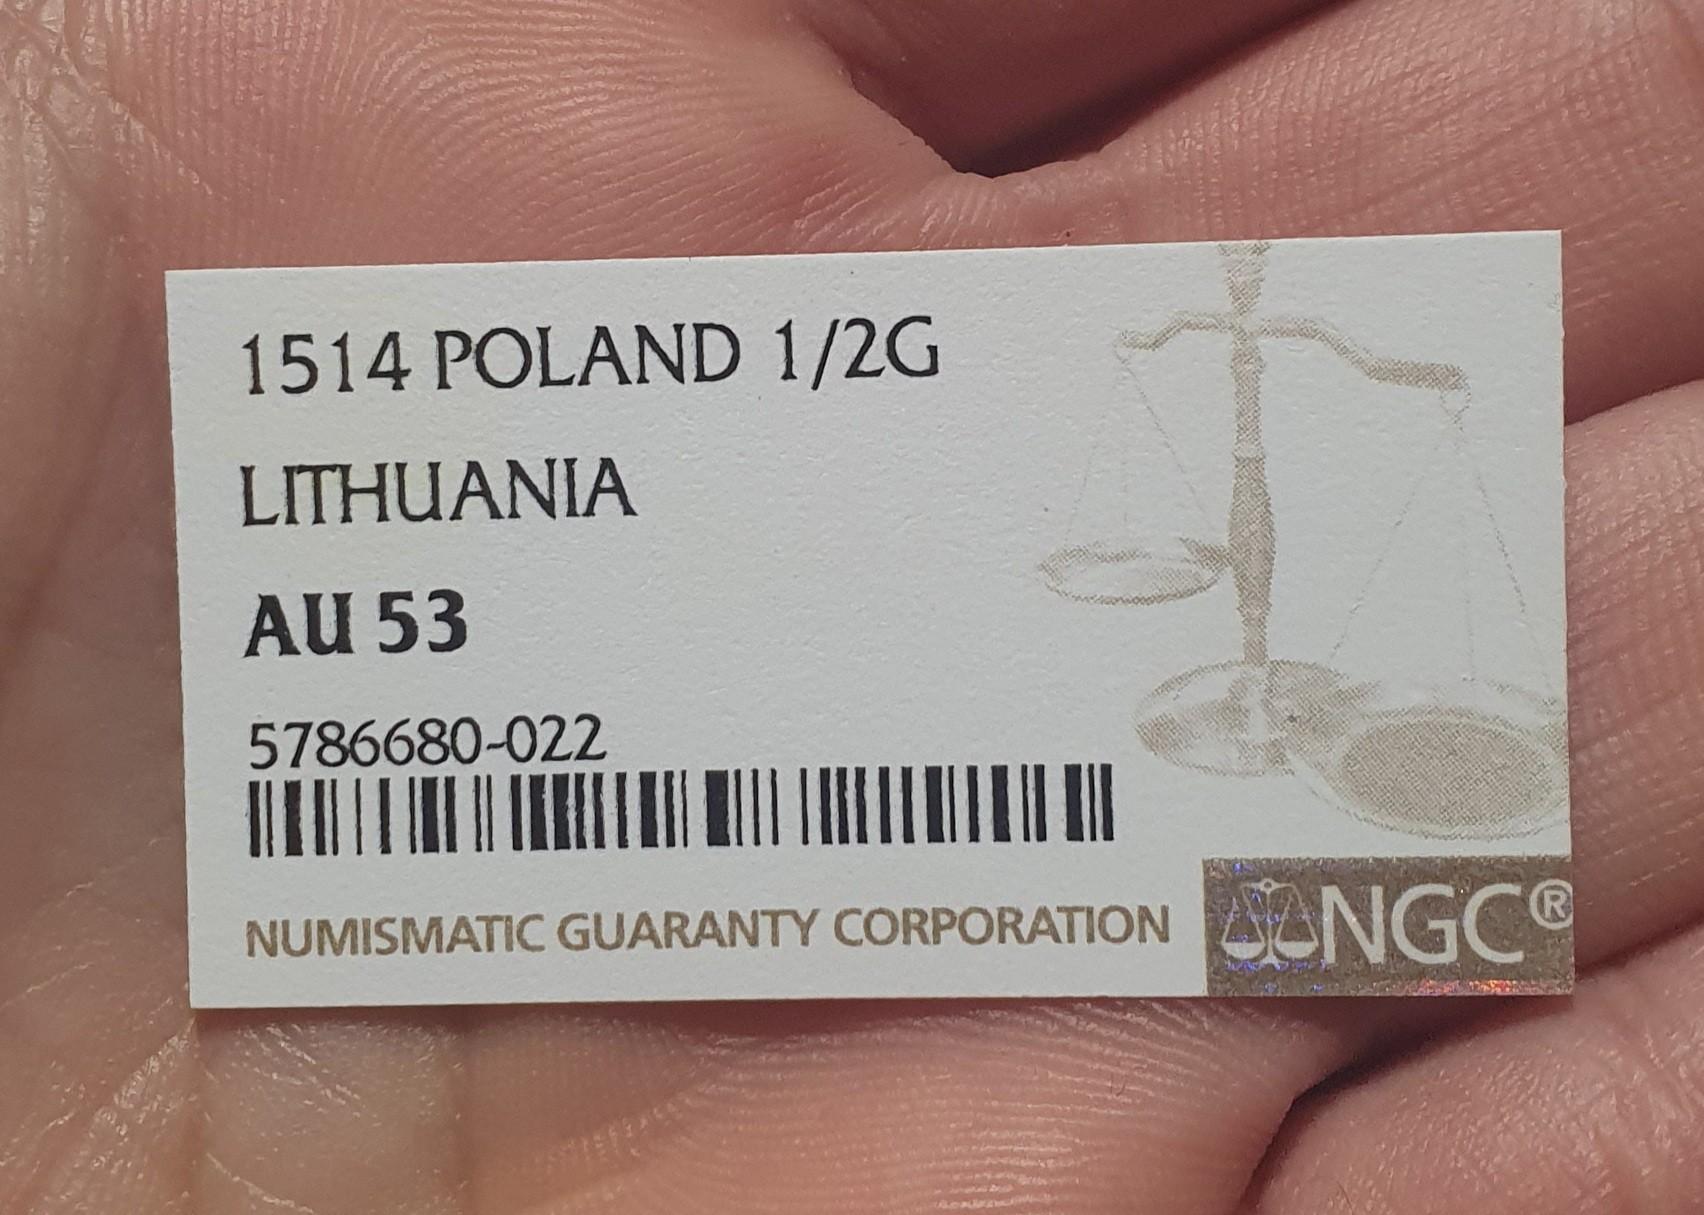 1514 POLAND 1/2G
LITHUANIA
AU 53
5786680-022
NUMISMATIC GUARANTY CORPORATION
NGC®